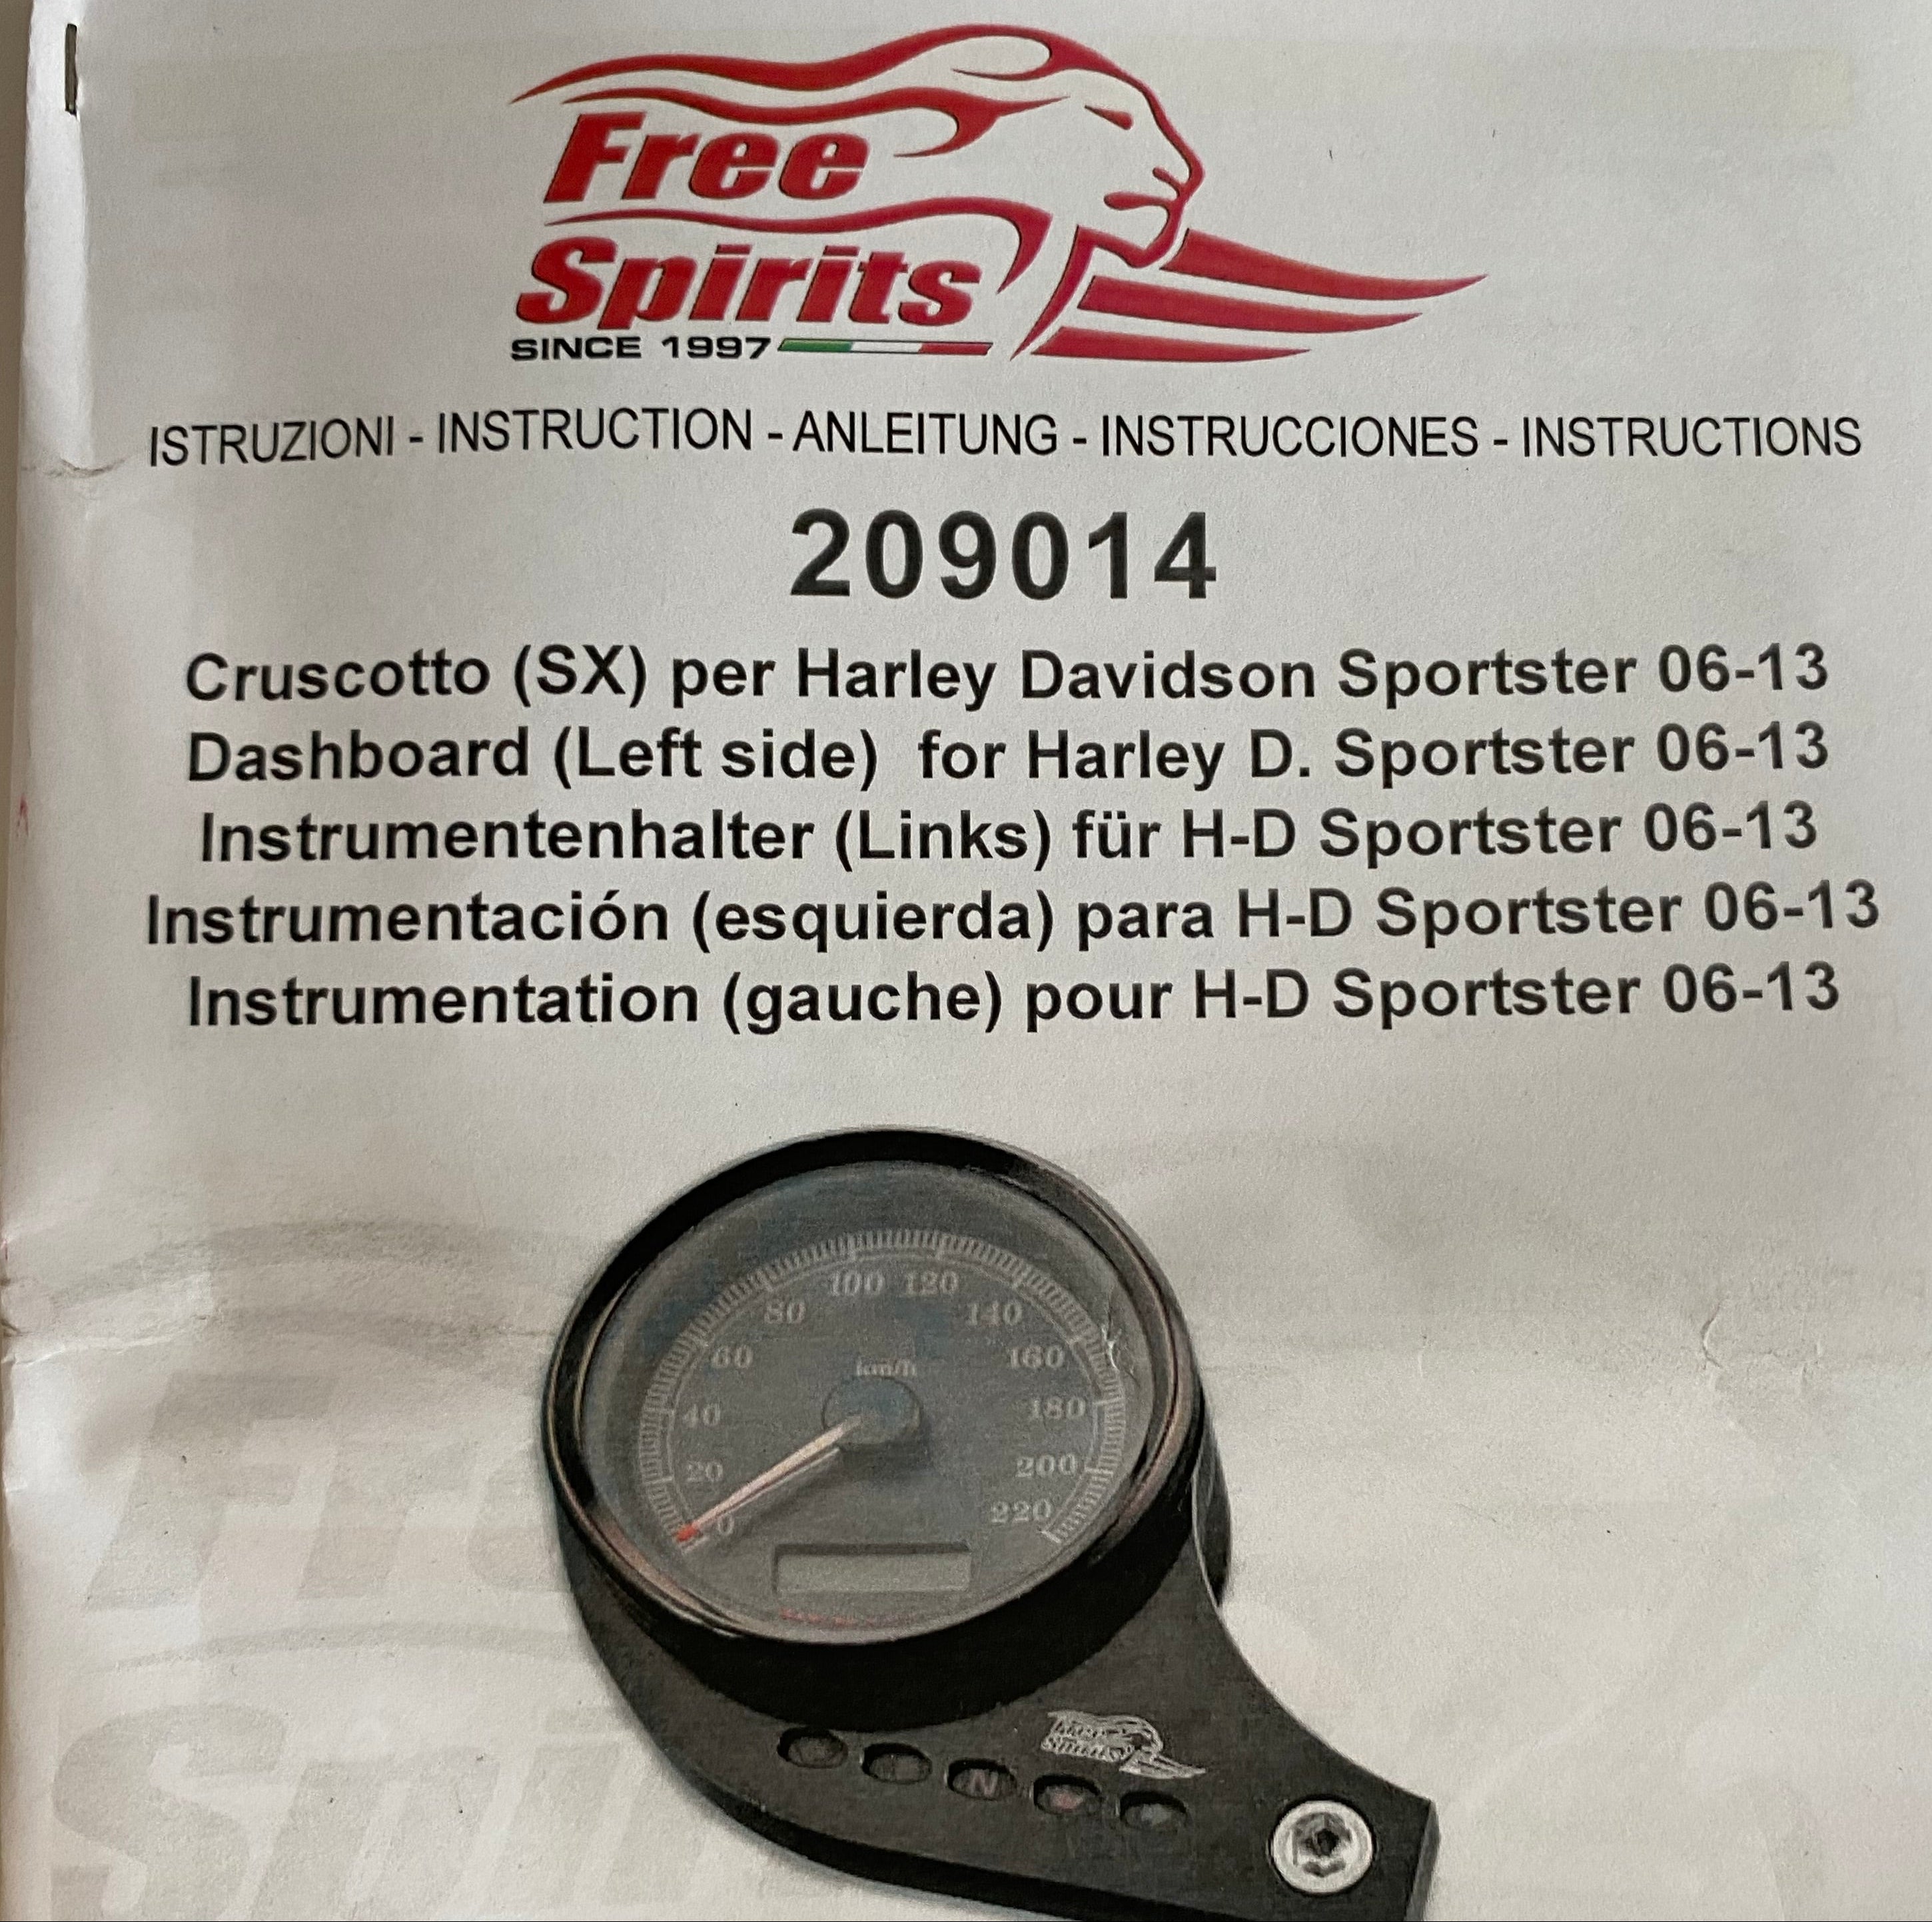 Free
Spirits
SINCE 1997
ISTRUZIONI - INSTRUCTION - ANLEITUNG - INSTRUCCIONES - INSTRUCTIONS
209014
Cruscotto (SX) per Harley Davidson Sportster 06-13
Dashboard (Left side) for Harley D. Sportster 06-13
Instrumentenhalter (Links) für H-D Sportster 06-13
Instrumentación (esquierda) para H-D Sportster 06-13
Instrumentation (gauche) pour H-D Sportster 06-13
100 120
80 140
60 km/h 160
40 180
20 200
0 220
Free
Spirits
N